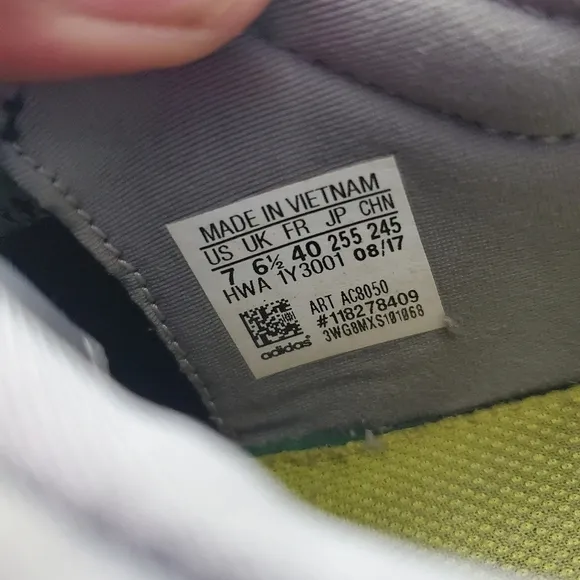 MADE IN VIETNAM
US UK FR JP CHN
7 6½ 40 255 245
HWA 1Y3001 08/17
ART AC8050
#118278409
3WG8MXS101068
adidas